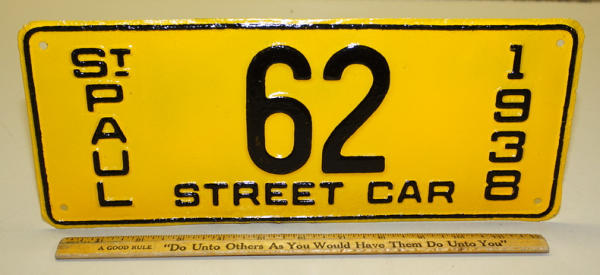 ST PAUL
62
1938
STREET CAR
A GOOD RULE "Do Unto Others As You Would Have Them Do Unto You"